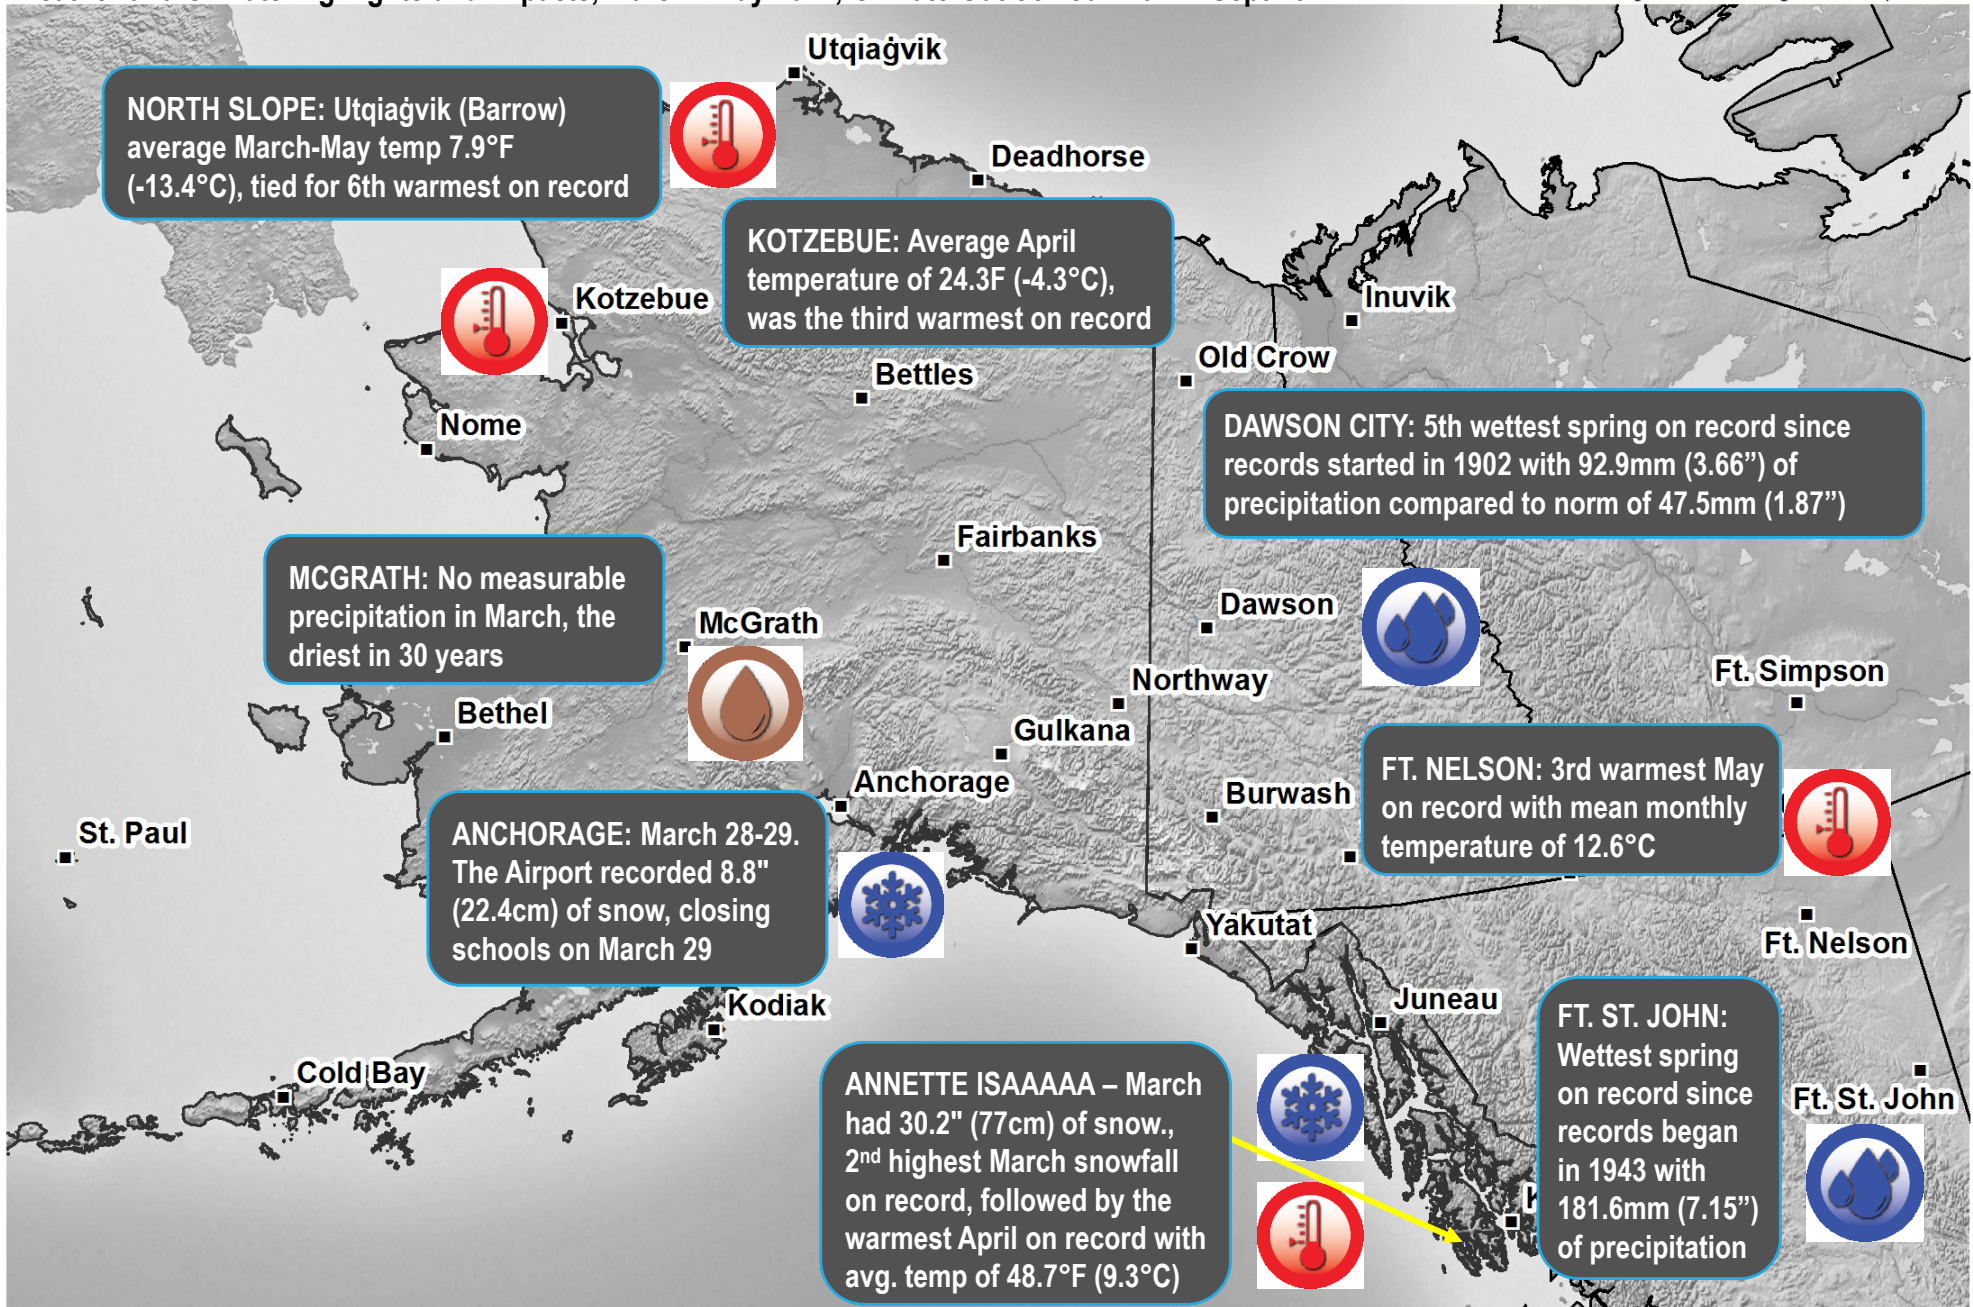 Utqiaġvik
NORTH SLOPE: Utqiaġvik (Barrow)
average March-May temp 7.9°F
(-13.4°C), tied for 6th warmest on record
Deadhorse
KOTZEBUE: Average April
temperature of 24.3F (-4.3°C),
was the third warmest on record
Kotzebue
Inuvik
Old Crow
Bettles
Nome
DAWSON CITY: 5th wettest spring on record since
records started in 1902 with 92.9mm (3.66”) of
precipitation compared to norm of 47.5mm (1.87”)
Fairbanks
MCGRATH: No measurable
precipitation in March, the
driest in 30 years
McGrath
Dawson
Northway
Ft. Simpson
Bethel
Gulkana
Anchorage
Burwash
FT. NELSON: 3rd warmest May
on record with mean monthly
temperature of 12.6°C
St. Paul
ANCHORAGE: March 28-29.
The Airport recorded 8.8"
(22.4cm) of snow, closing
schools on March 29
Yakutat
Ft. Nelson
Kodiak
Juneau
Cold Bay
FT. ST. JOHN:
Wettest spring
on record since
records began
in 1943 with
181.6mm (7.15”)
of precipitation
Ft. St. John
ANNETTE ISAAAAA – March
had 30.2" (77cm) of snow.,
2nd highest March snowfall
on record, followed by the
warmest April on record with
avg. temp of 48.7°F (9.3°C)